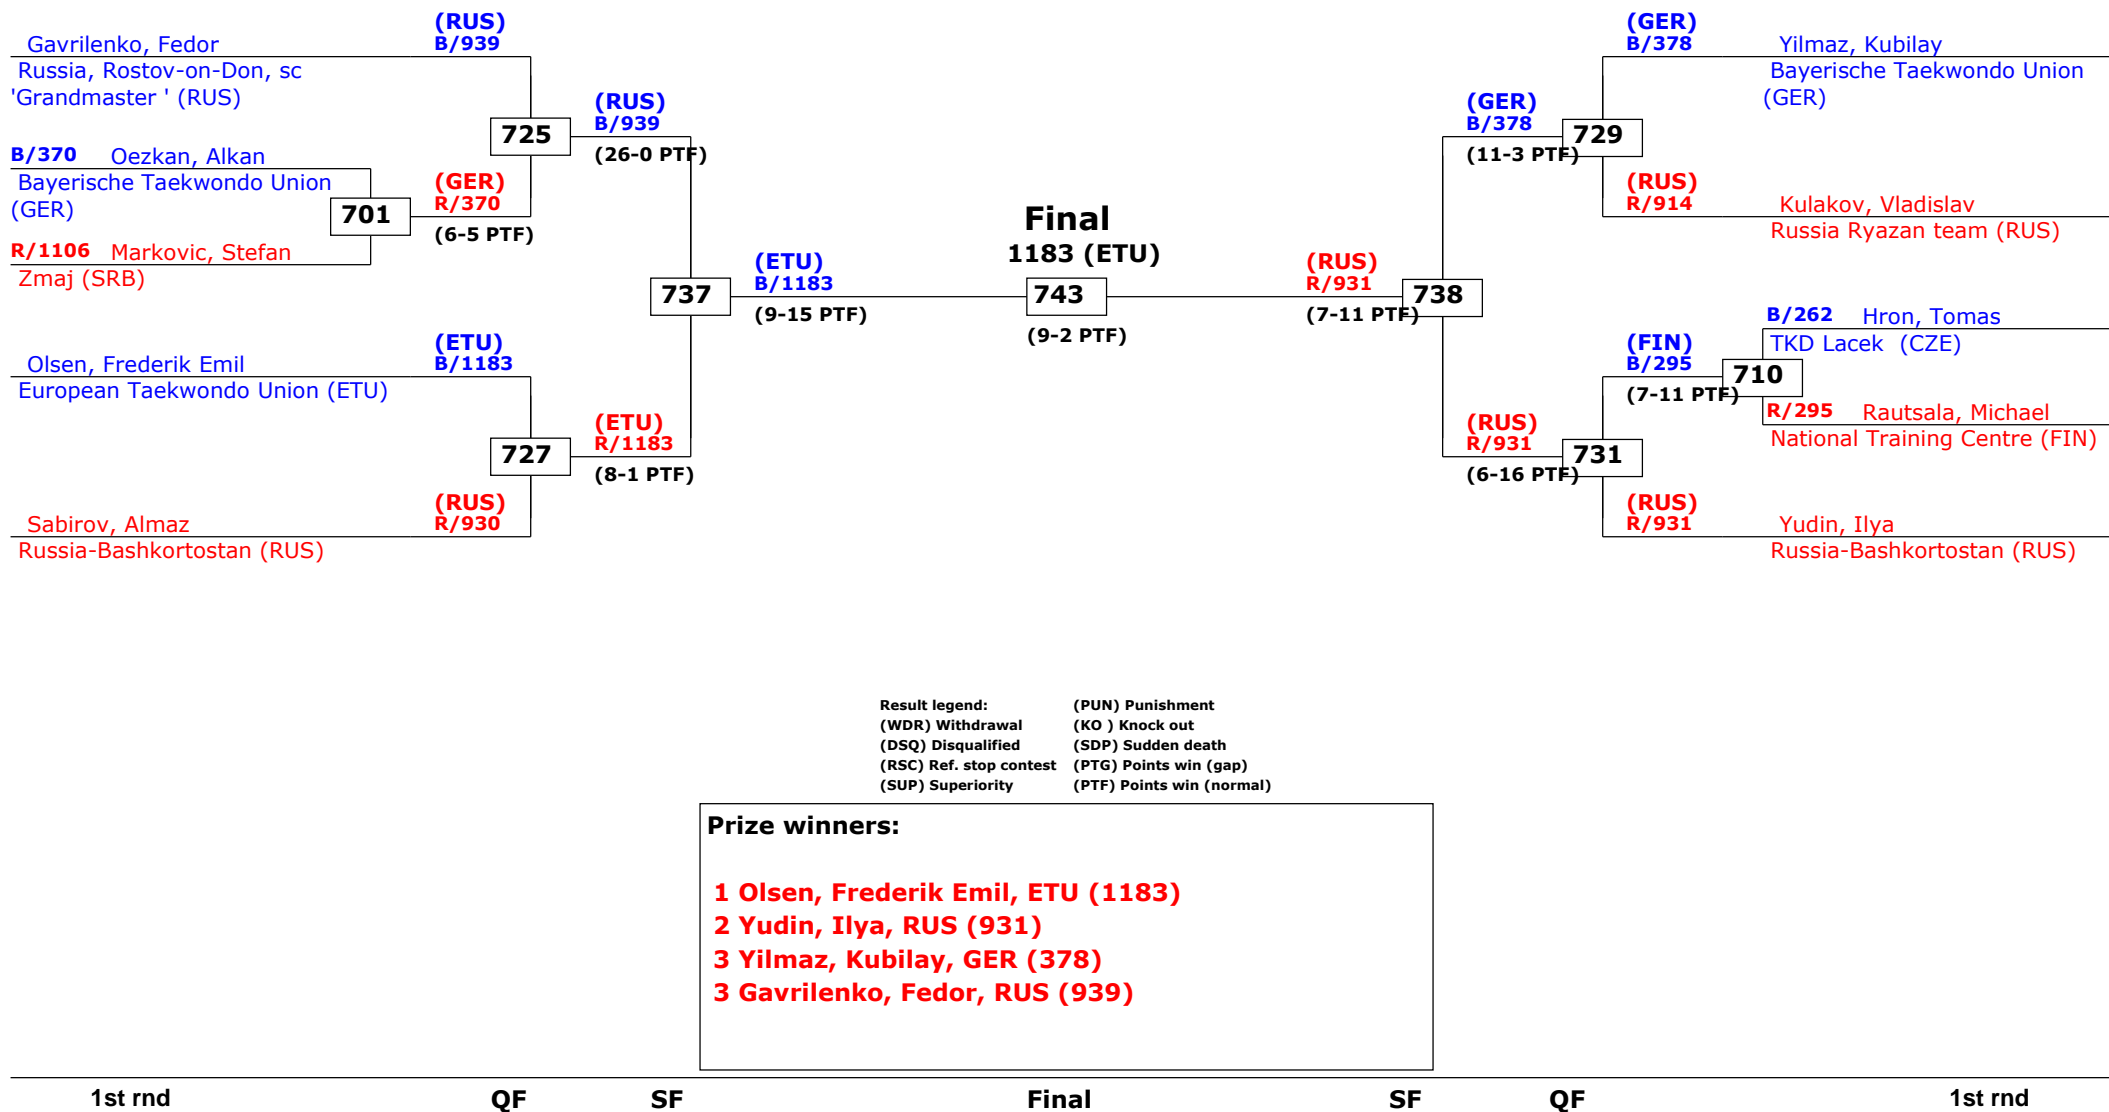 (RUS)
B/939
Gavrilenko, Fedor
Russia, Rostov-on-Don, sc
'Grandmaster ' (RUS)
B/370 Oezkan, Alkan
Bayerische Taekwondo Union
(GER)
701
R/1106 Markovic, Stefan
Zmaj (SRB)
(GER)
R/370
(6-5 PTF)
725
(RUS)
B/939
(26-0 PTF)
Olsen, Frederik Emil
European Taekwondo Union (ETU)
(ETU)
B/1183
727
(ETU)
R/1183
(8-1 PTF)
Sabirov, Almaz
Russia-Bashkortostan (RUS)
(RUS)
R/930
737
(ETU)
B/1183
(9-15 PTF)
Final
1183 (ETU)
743
(9-2 PTF)
(RUS)
R/931
(7-11 PTF)
738
(GER)
B/378
(11-3 PTF)
729
(GER)
B/378
Yilmaz, Kubilay
Bayerische Taekwondo Union
(GER)
(RUS)
R/914
Kulakov, Vladislav
Russia Ryazan team (RUS)
B/262 Hron, Tomas
TKD Lacek (CZE)
710
(FIN)
B/295
(7-11 PTF)
R/295 Rautsala, Michael
National Training Centre (FIN)
(RUS)
R/931
(6-16 PTF)
731
(RUS)
R/931
Yudin, Ilya
Russia-Bashkortostan (RUS)
Result legend: (PUN) Punishment
(WDR) Withdrawal (KO ) Knock out
(DSQ) Disqualified (SDP) Sudden death
(RSC) Ref. stop contest (PTG) Points win (gap)
(SUP) Superiority (PTF) Points win (normal)
Prize winners:
1 Olsen, Frederik Emil, ETU (1183)
2 Yudin, Ilya, RUS (931)
3 Yilmaz, Kubilay, GER (378)
3 Gavrilenko, Fedor, RUS (939)
1st rnd QF SF Final SF QF 1st rnd